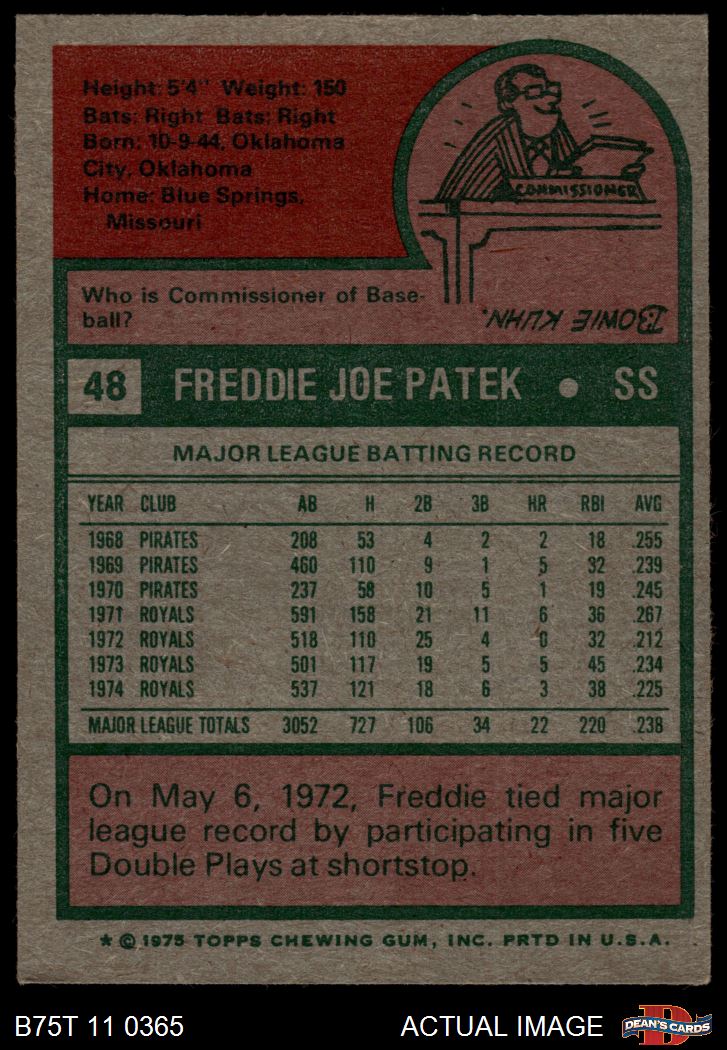 Height: 5'4" Weight: 150
Bats: Right Bats: Right
Born: 10-9-44, Oklahoma
City, Oklahoma
Home: Blue Springs,
Missouri
COMMISSIONER
Who is Commissioner of Base-
ball?
BOWIE KUHN.
48 FREDDIE JOE PATEK • SS
MAJOR LEAGUE BATTING RECORD
YEAR CLUB AB H 2B 3B HR RBI AVG
1968 PIRATES 208 53 4 2 2 18 .255
1969 PIRATES 460 110 9 1 5 32 .239
1970 PIRATES 237 58 10 5 1 19 .245
1971 ROYALS 591 158 21 11 6 36 .267
1972 ROYALS 518 110 25 4 0 32 .212
1973 ROYALS 501 117 19 5 5 45 .234
1974 ROYALS 537 121 18 6 3 38 .225
MAJOR LEAGUE TOTALS 3052 727 106 34 22 220 .238
On May 6, 1972, Freddie tied major
league record by participating in five
Double Plays at shortstop.
* © 1975 TOPPS CHEWING GUM, INC. PRTD IN U.S.A.
B75T 11 0365 ACTUAL IMAGE
D
DEAN'S CARDS